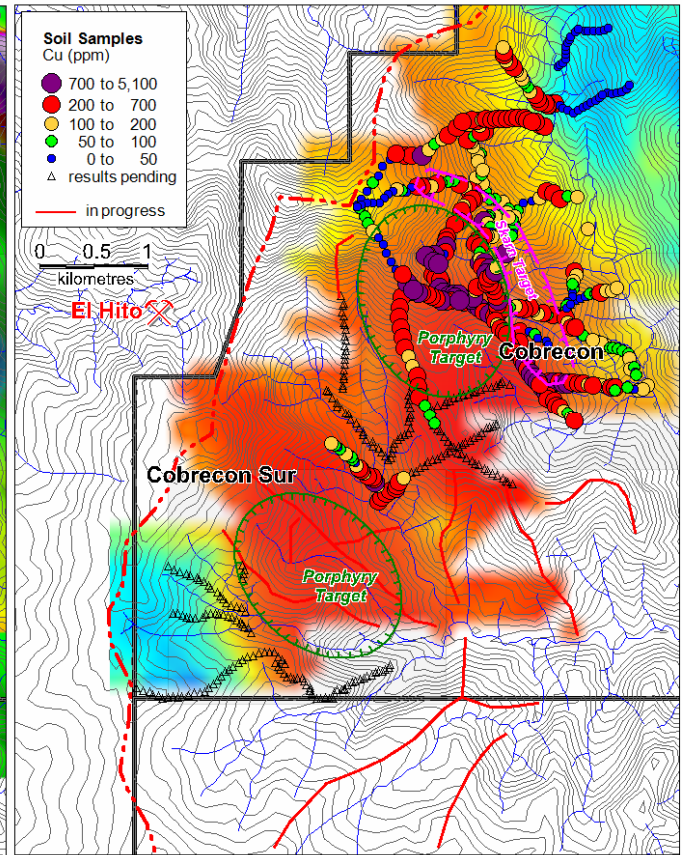 Soil Samples
Cu (ppm)
700 to 5,100
200 to 700
100 to 200
50 to 100
0 to 50
results pending
in progress
0 0.5 1
kilometres
El Hito
Skarn Target
Porphyry
Target
Cobrecon
Cobrecon Sur
Porphyry
Target